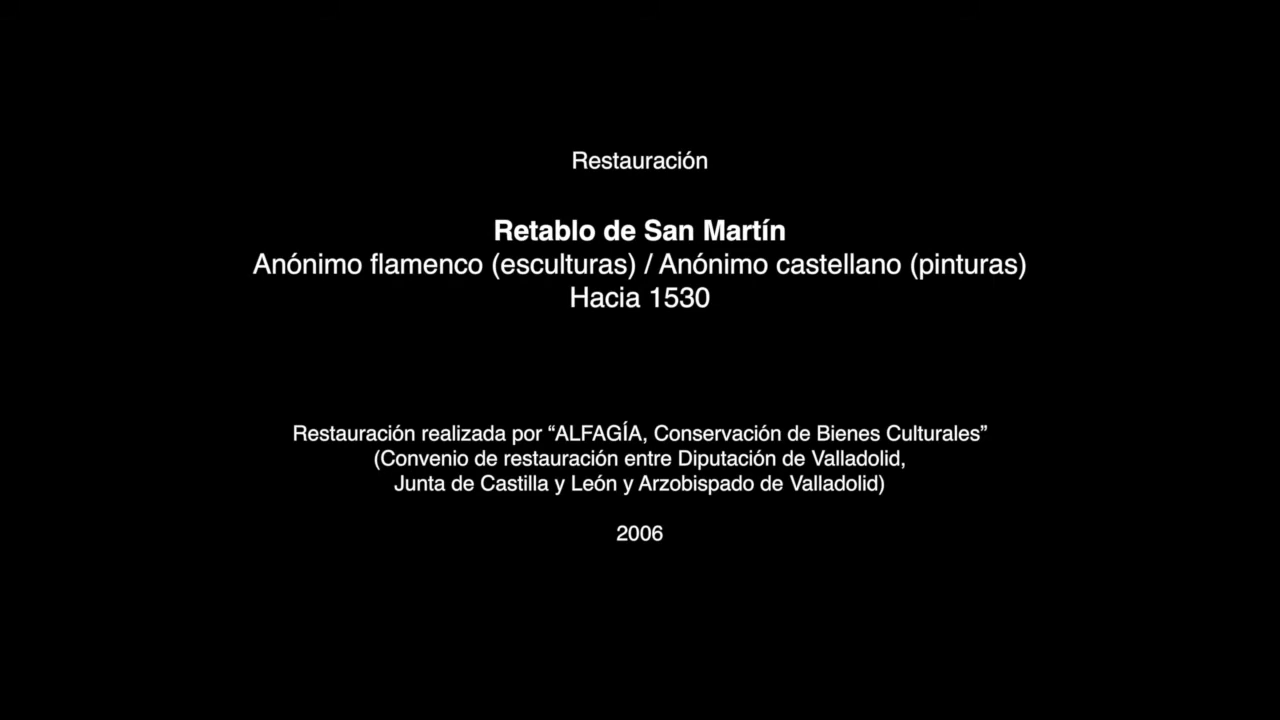 Restauración
Retablo de San Martín
Anónimo flamenco (esculturas) / Anónimo castellano (pinturas)
Hacia 1530
Restauración realizada por “ALFAGÍA, Conservación de Bienes Culturales”
(Convenio de restauración entre Diputación de Valladolid,
Junta de Castilla y León y Arzobispado de Valladolid)
2006